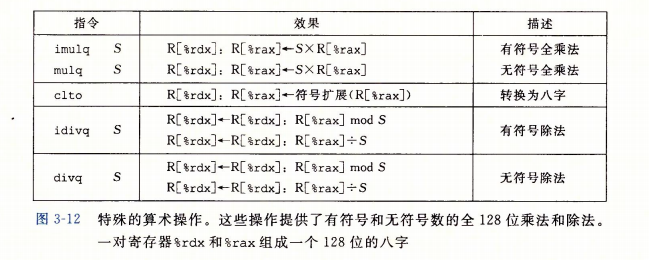 指令 效果 描述
imulq S R[%rdx]: R[%rax]←S×R[%rax] 有符号全乘法
mulq S R[%rdx]: R[%rax]←S×R[%rax] 无符号全乘法
clto R[%rdx]: R[%rax]←符号扩展(R[%rax]) 转换为八字
idivq S R[%rdx]←R[%rdx]: R[%rax] mod S 有符号除法
R[%rdx]←R[%rdx]: R[%rax]÷S
divq S R[%rdx]←R[%rdx]: R[%rax] mod S 无符号除法
R[%rdx]←R[%rdx]: R[%rax]÷S
图 3-12 特殊的算术操作。这些操作提供了有符号和无符号数的全 128 位乘法和除法。
一对寄存器%rdx 和%rax 组成一个 128 位的八字